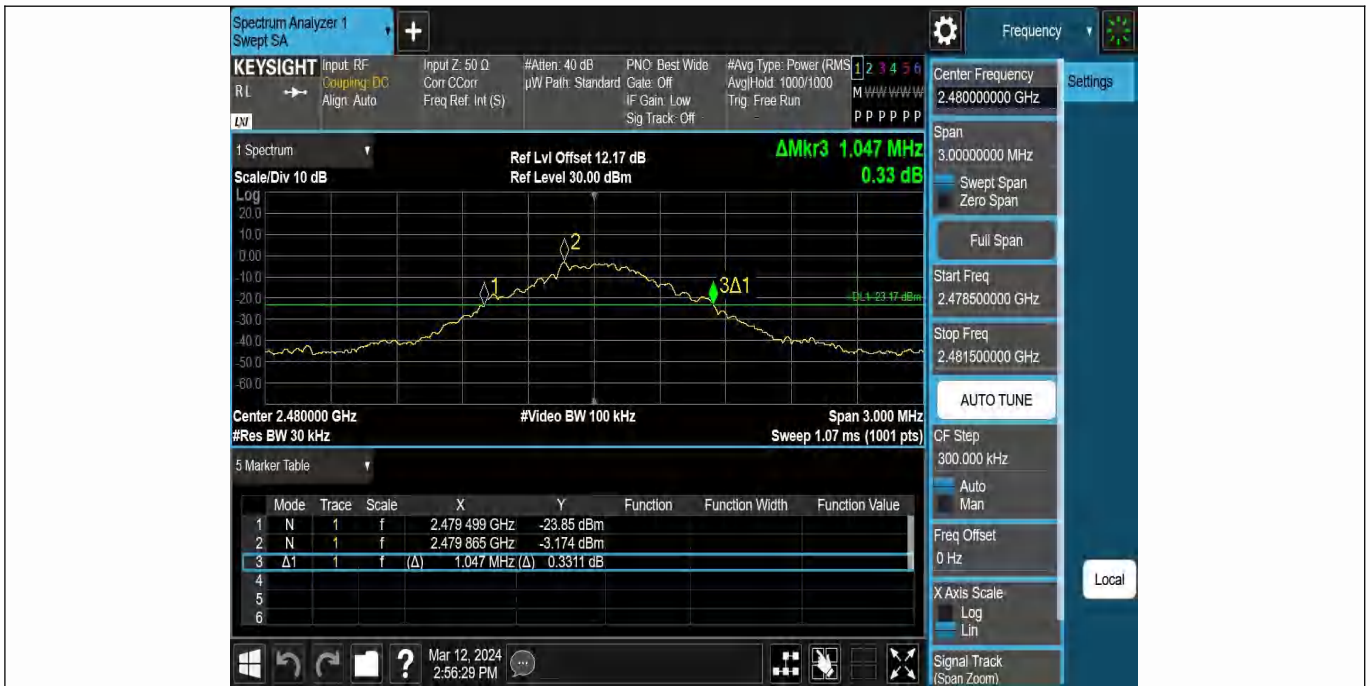 Spectrum Analyzer 1
Swept SA
+
Frequency
KEYSIGHT
RL
LXI
Input: RF
Coupling: DC
Align: Auto
Input Z: 50 Ω
Corr CCorr
Freq Ref: Int (S)
#Atten: 40 dB
µW Path: Standard
PNO: Best Wide
Gate: Off
IF Gain: Low
Sig Track: Off
#Avg Type: Power (RMS
Avg|Hold: 1000/1000
Trig: Free Run
1 2 3 4 5 6
M W W W W W
P P P P P P
1 Spectrum
Scale/Div 10 dB
Ref Lvl Offset 12.17 dB
Ref Level 30.00 dBm
ΔMkr3 1.047 MHz
0.33 dB
Log
20.0
10.0
0.00
-10.0
-20.0
-30.0
-40.0
-50.0
-60.0
1
2
3Δ1
DL1 -23.17 dBm
Center 2.480000 GHz
#Video BW 100 kHz
Span 3.000 MHz
#Res BW 30 kHz
Sweep 1.07 ms (1001 pts)
5 Marker Table
Mode Trace Scale X Y Function Function Width Function Value
1 N 1 f 2.479 499 GHz -23.85 dBm
2 N 1 f 2.479 865 GHz -3.174 dBm
3 Δ1 1 f (Δ) 1.047 MHz (Δ) 0.3311 dB
4
5
6
Mar 12, 2024
2:56:29 PM
Center Frequency
2.480000000 GHz
Settings
Span
3.00000000 MHz
Swept Span
Zero Span
Full Span
Start Freq
2.478500000 GHz
Stop Freq
2.481500000 GHz
AUTO TUNE
CF Step
300.000 kHz
Auto
Man
Freq Offset
0 Hz
X Axis Scale
Log
Lin
Local
Signal Track
(Span Zoom)